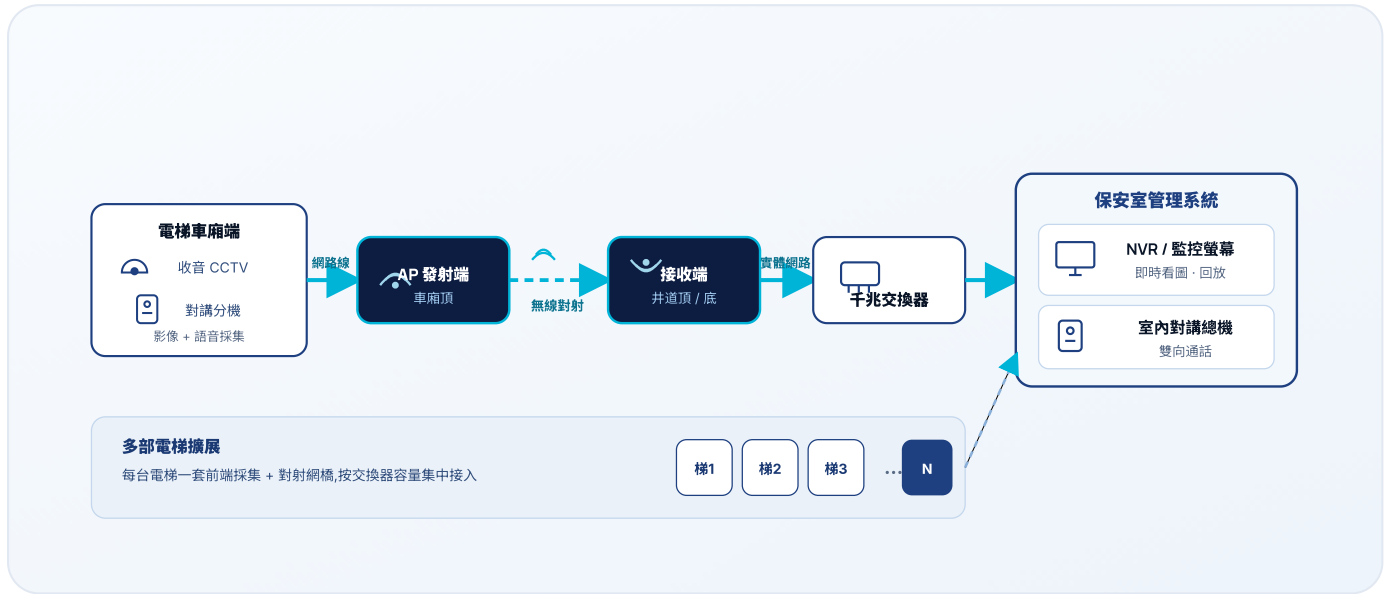 電梯車廂端
收音 CCTV
對講分機
影像 + 語音採集
網路線
AP 發射端
車廂頂
無線對射
接收端
井道頂 / 底
實體網路
千兆交換器
保安室管理系統
NVR / 監控螢幕
即時看圖 · 回放
室內對講總機
雙向通話
多部電梯擴展
每台電梯一套前端採集 + 對射網橋,按交換器容量集中接入
梯1
梯2
梯3
...
N